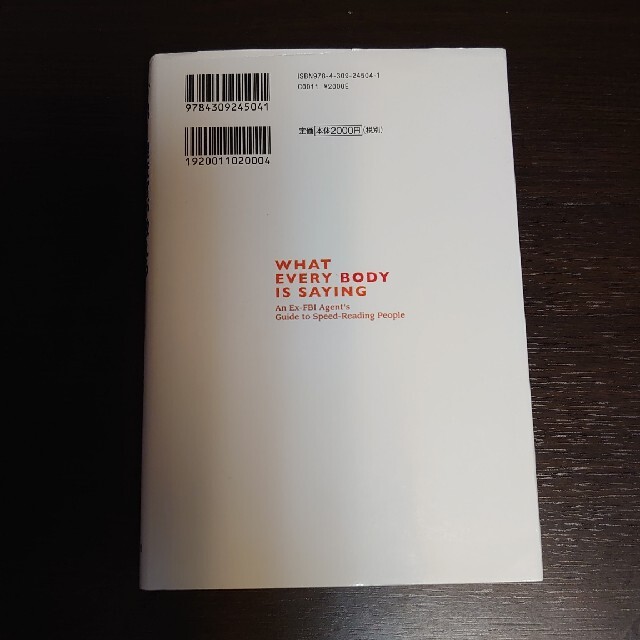 ISBN978-4-309-24504-1
C0011 ¥2000E
9784309245041
定価 本体2000円(税別)
1920011020004
WHAT
EVERY BODY
IS SAYING
An Ex-FBI Agent's
Guide to Speed-Reading People